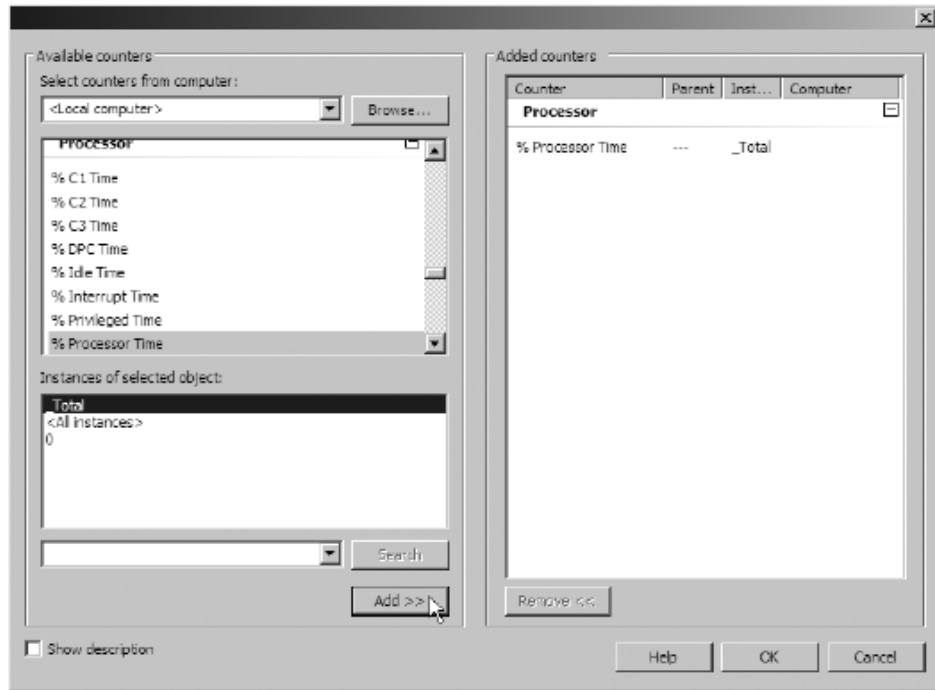 Available counters
Select counters from computer:
<Local computer>
Browse...
Processor
% C1 Time
% C2 Time
% C3 Time
% DPC Time
% Idle Time
% Interrupt Time
% Privileged Time
% Processor Time
Instances of selected object:
_Total
<All instances>
0
Search
Add >>
Show description
Added counters
Counter Parent Inst... Computer
Processor
% Processor Time --- _Total
Remove <<
Help OK Cancel